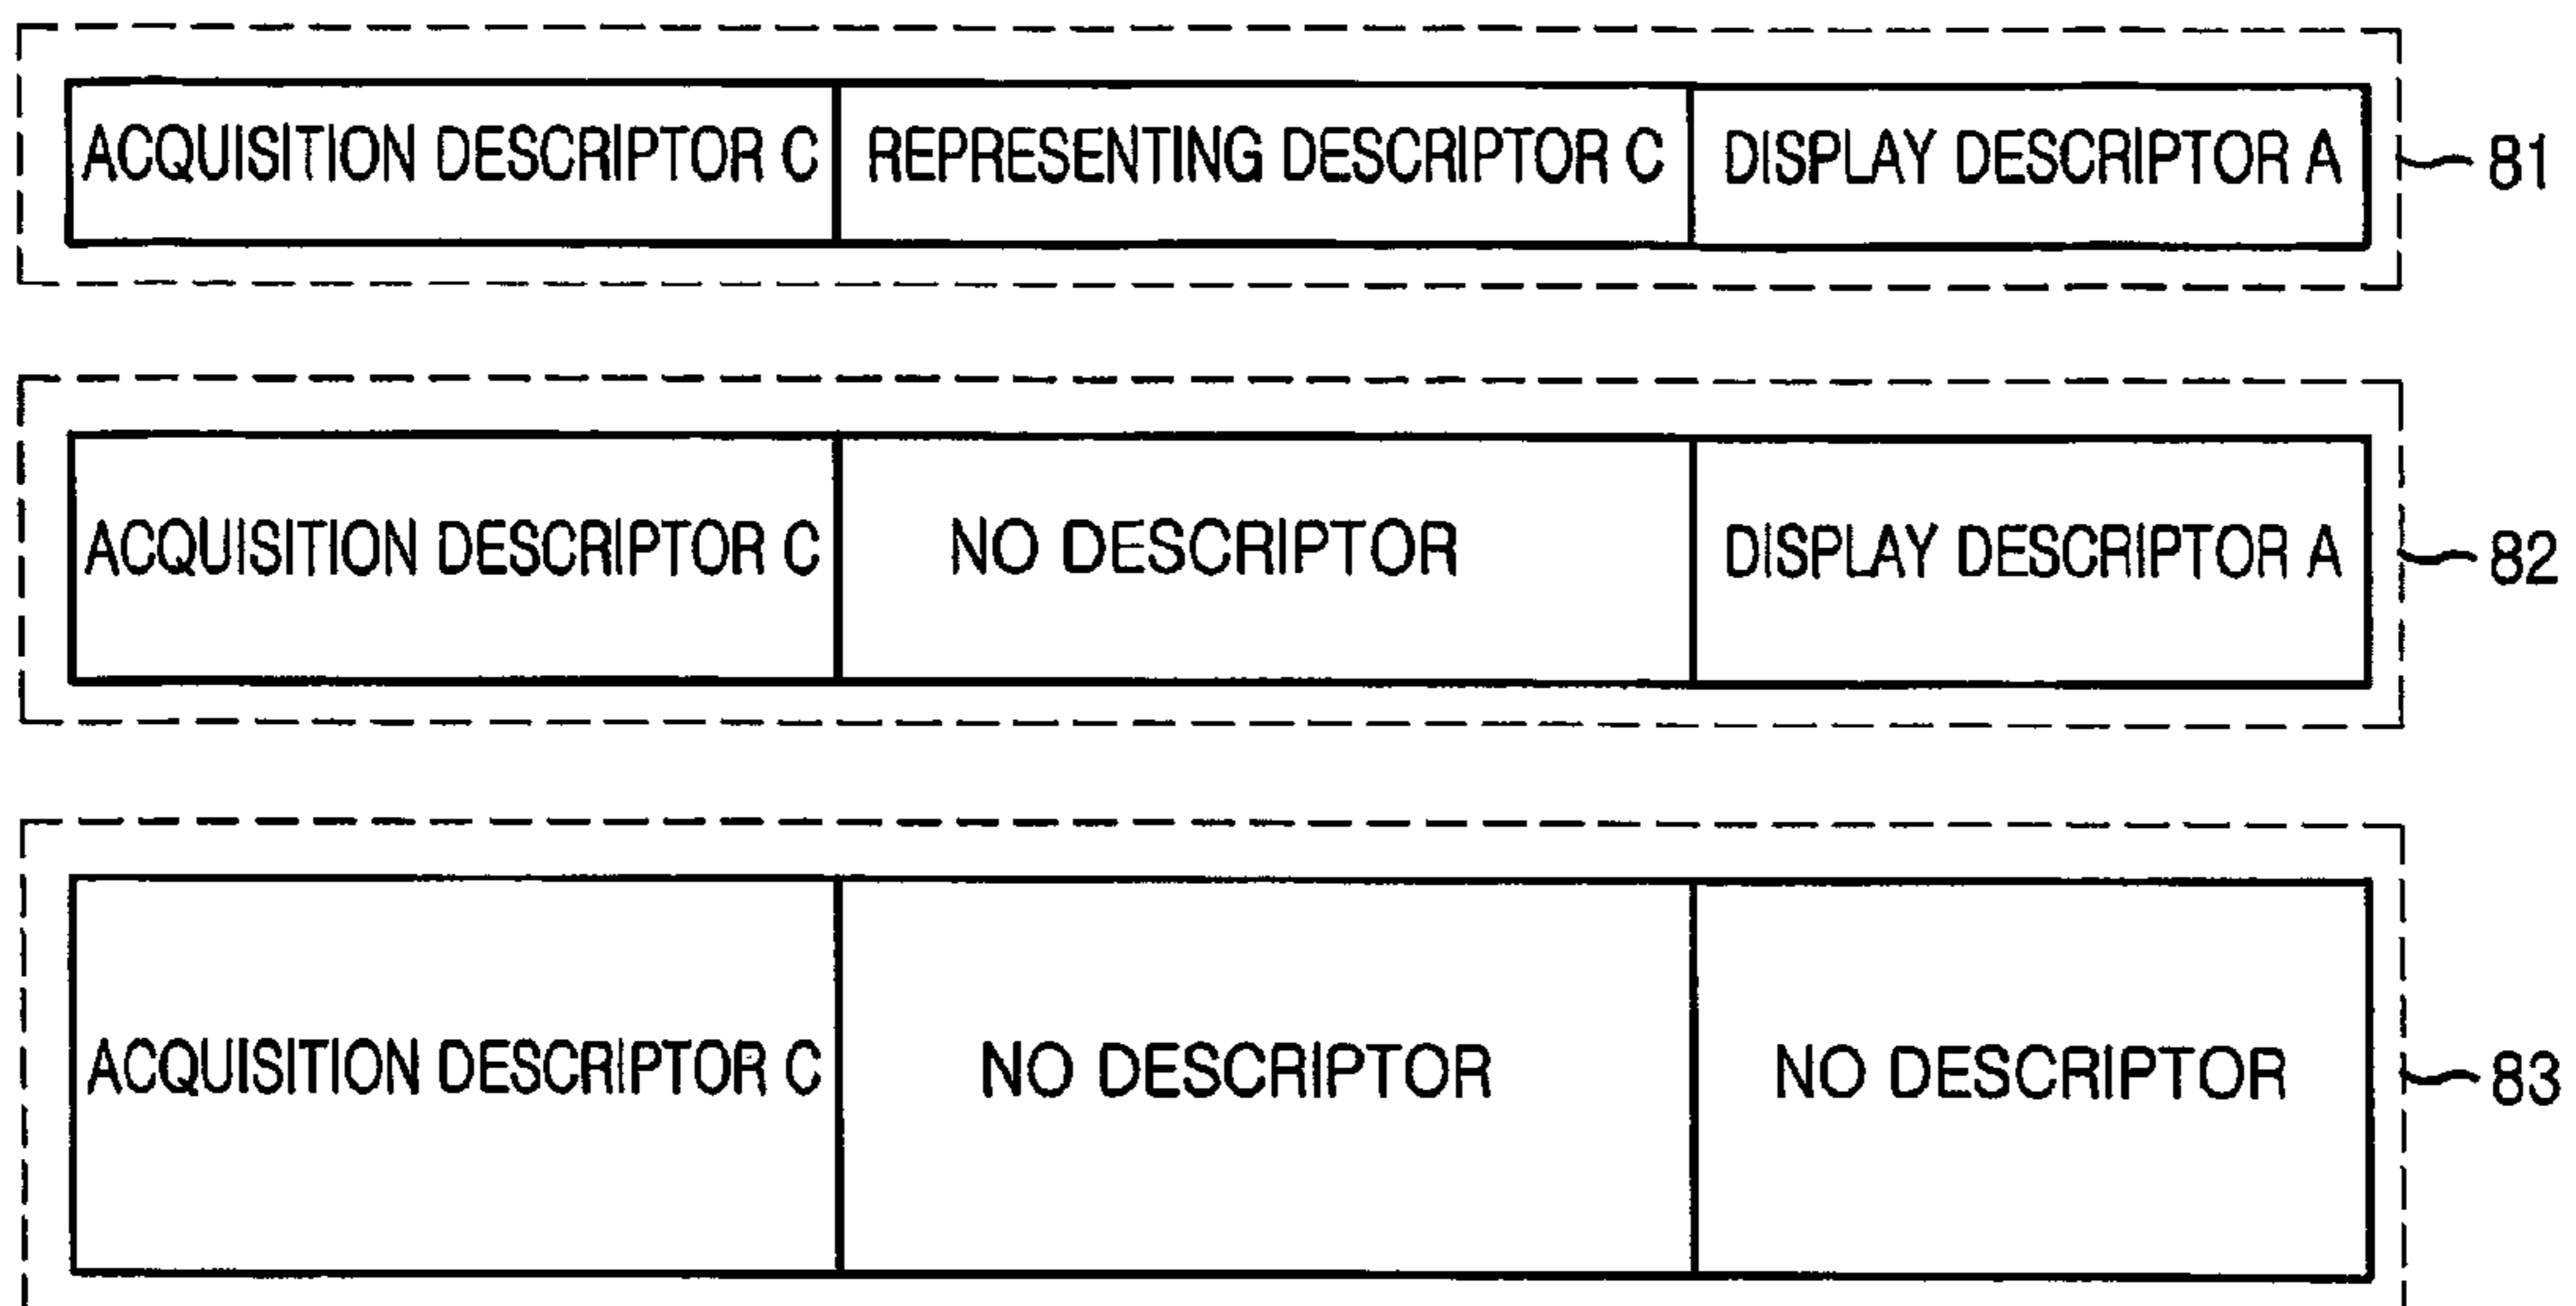 ACQUISITION DESCRIPTOR C REPRESENTING DESCRIPTOR C DISPLAY DESCRIPTOR A 81
ACQUISITION DESCRIPTOR C NO DESCRIPTOR DISPLAY DESCRIPTOR A 82
ACQUISITION DESCRIPTOR C NO DESCRIPTOR NO DESCRIPTOR 83